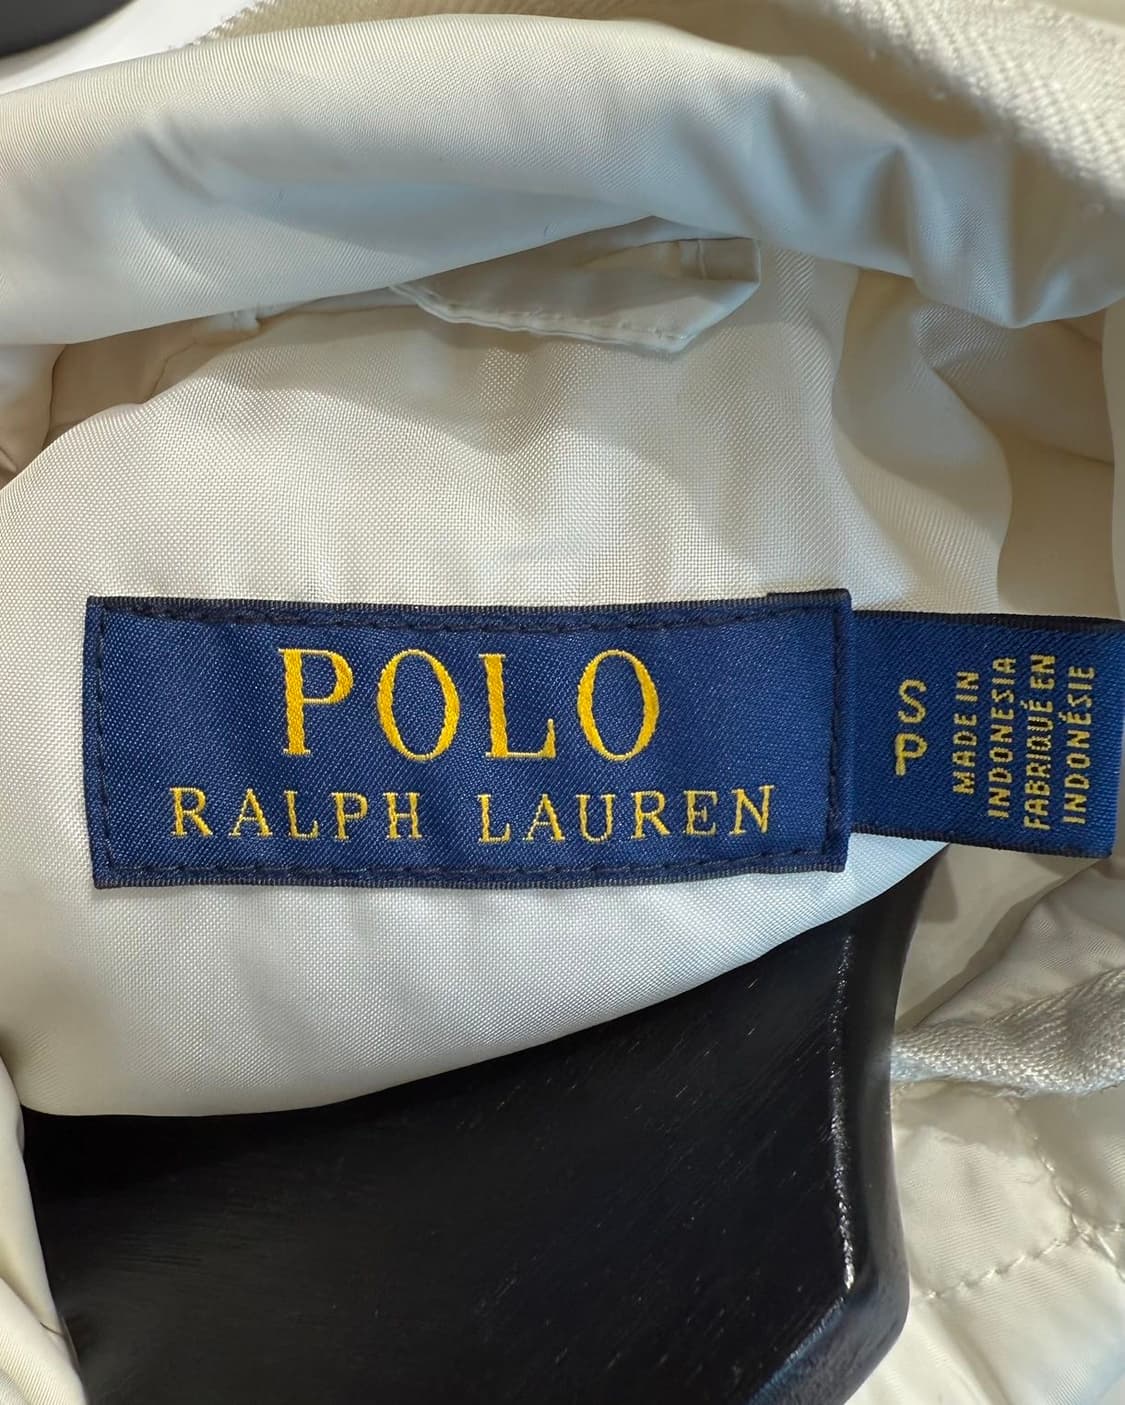 POLO
RALPH LAUREN
S
P
MADE IN
INDONESIA
FABRIQUÉ EN
INDONÉSIE